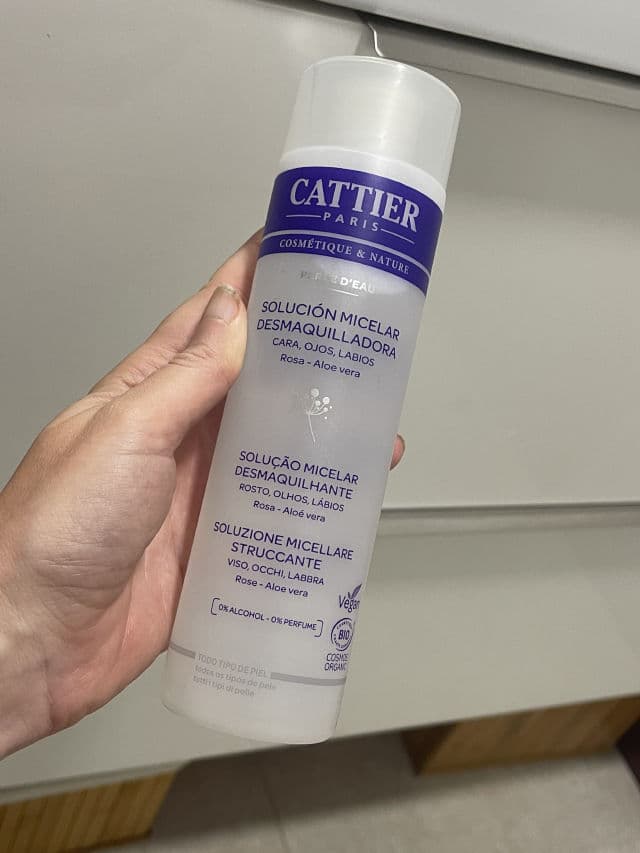 CATTIER
PARIS
COSMÉTIQUE & NATURE
PERLE D'EAU
SOLUCIÓN MICELAR
DESMAQUILLADORA
CARA, OJOS, LABIOS
Rosa - Aloe vera
SOLUÇÃO MICELAR
DESMAQUILHANTE
ROSTO, OLHOS, LÁBIOS
Rosa - Aloé vera
SOLUZIONE MICELLARE
STRUCCANTE
VISO, OCCHI, LABBRA
Rose - Aloe vera
0% ALCOHOL - 0% PERFUME
Vegan
BIO
COSMOS
ORGANIC
TODO TIPO DE PIEL
todos os tipos de pele
tutti i tipi di pelle